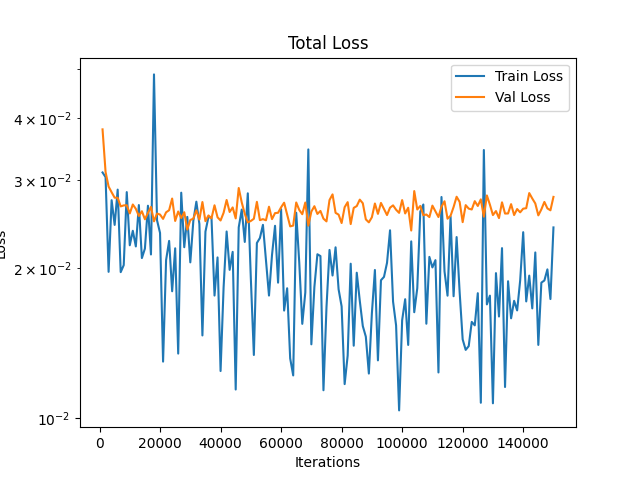 Total Loss
Train Loss
Val Loss
4 × 10⁻²
3 × 10⁻²
2 × 10⁻²
10⁻²
Loss
0 20000 40000 60000 80000 100000 120000 140000
Iterations